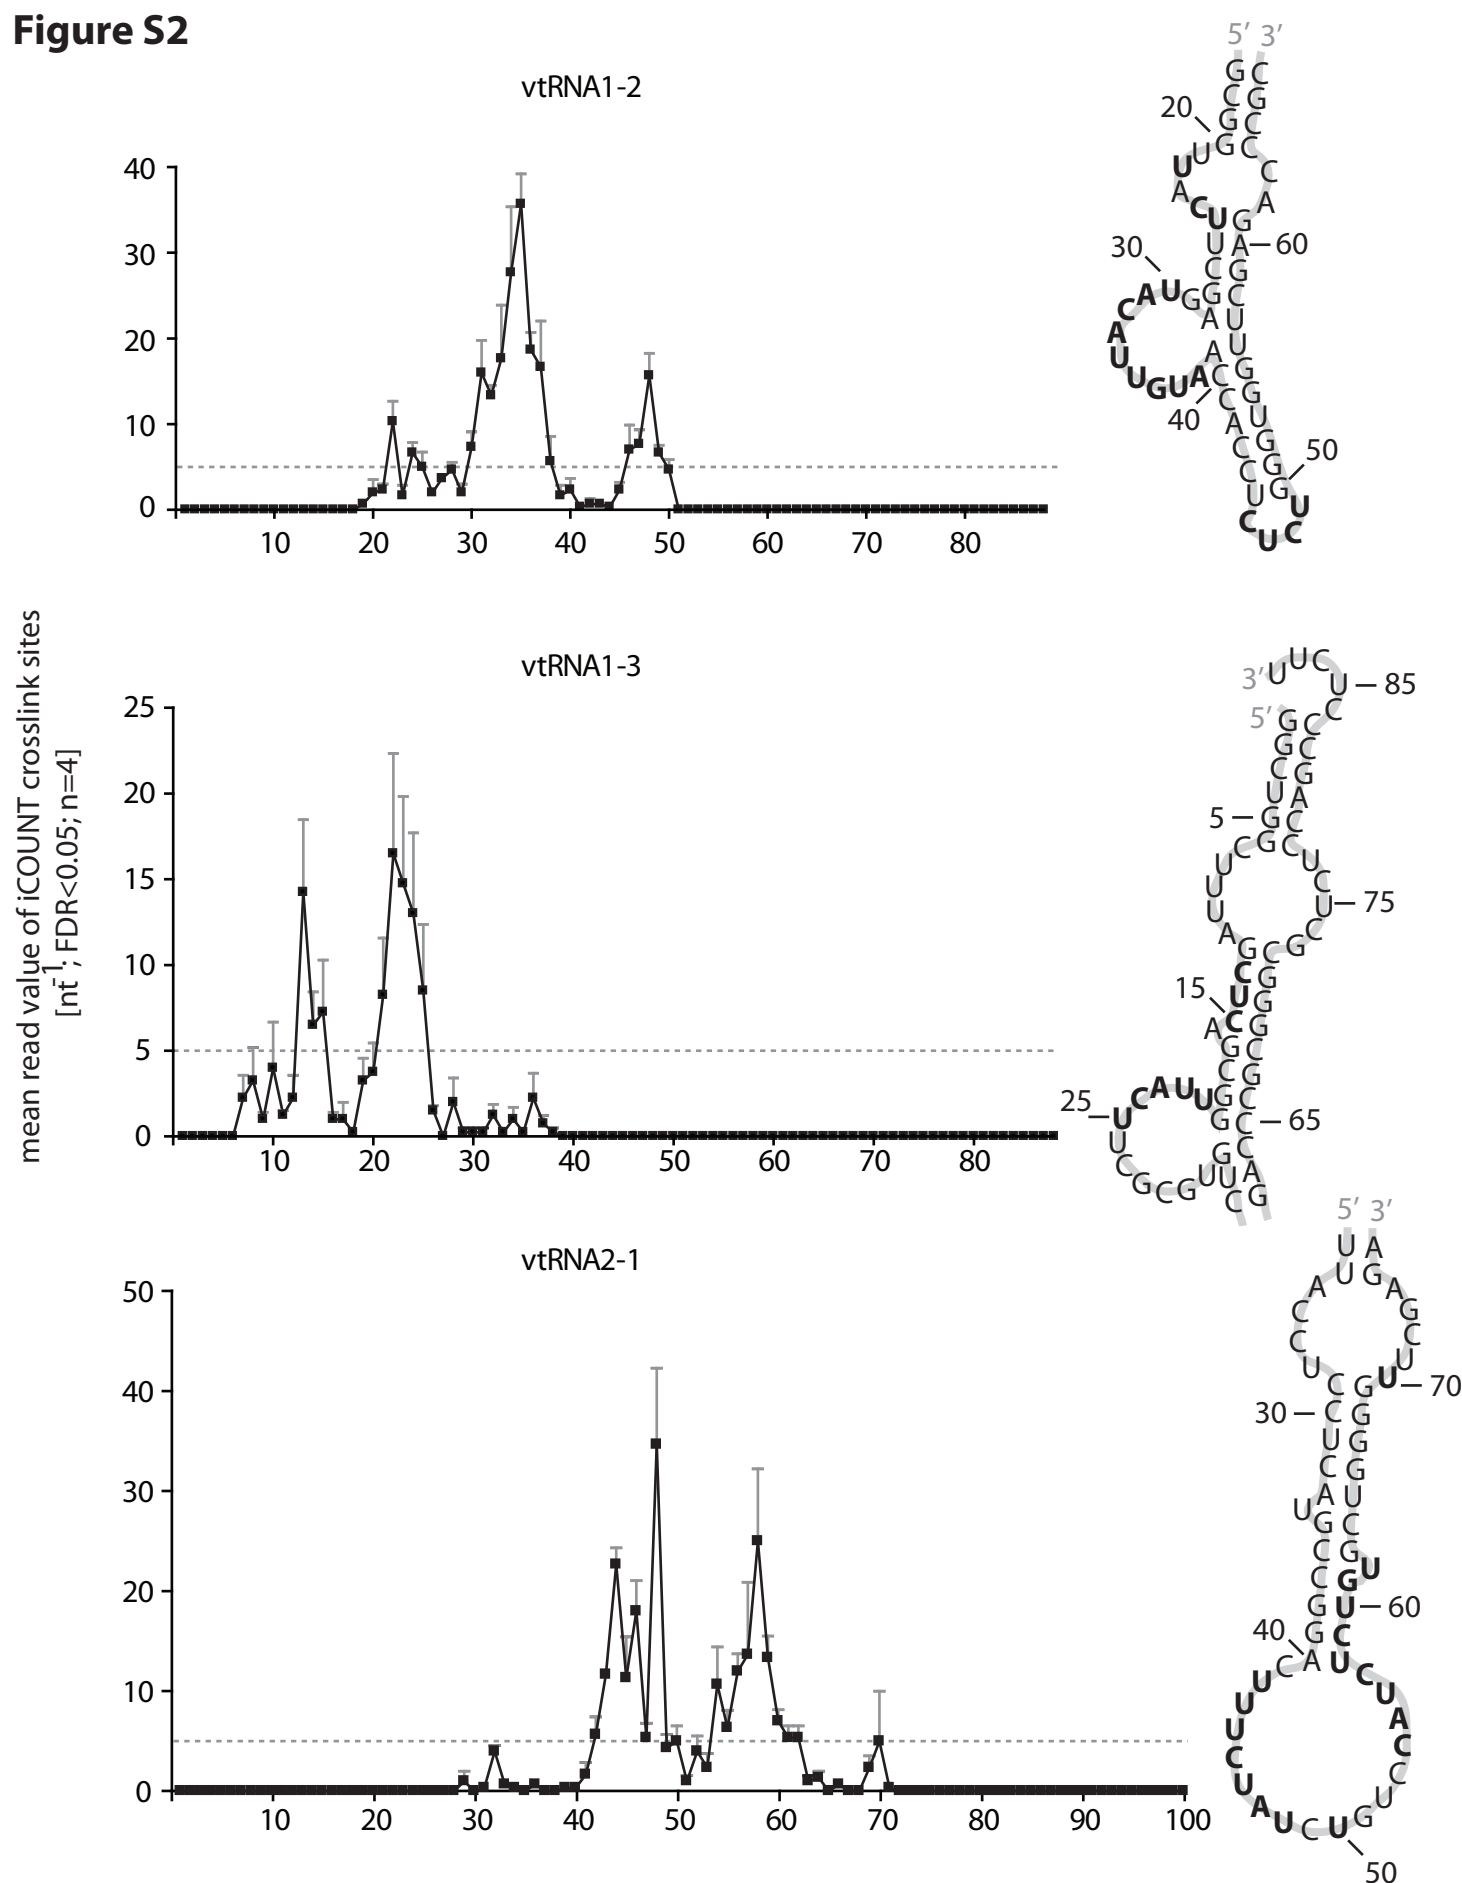 Figure S2
vtRNA1-2
40
30
20
10
0
10 20 30 40 50 60 70 80
5’ 3’
G C G G U U A C U U C G A G U A C A U U G U A A C C A C C U C U C U G G G U G G U U C G A G A C C C G C
20
30
40
50
60
mean read value of iCOUNT crosslink sites
[nt-1; FDR<0.05; n=4]
vtRNA1-3
25
20
15
10
5
0
10 20 30 40 50 60 70 80
3’
U U C U C C C G A C C U C U C G C G G G C G C C C A G
5’
G G C U G G C U U U A G C U C A G C G G U U A C U U C G C G U G U C
5
15
25
65
75
85
vtRNA2-1
50
40
30
20
10
0
10 20 30 40 50 60 70 80 90 100
5’ 3’
U U A C C U C C U C A U G C C G G A C U U U C U A U C U G U C C A U C U C U G U G C U G G G G U U C G A G A
30
40
50
60
70